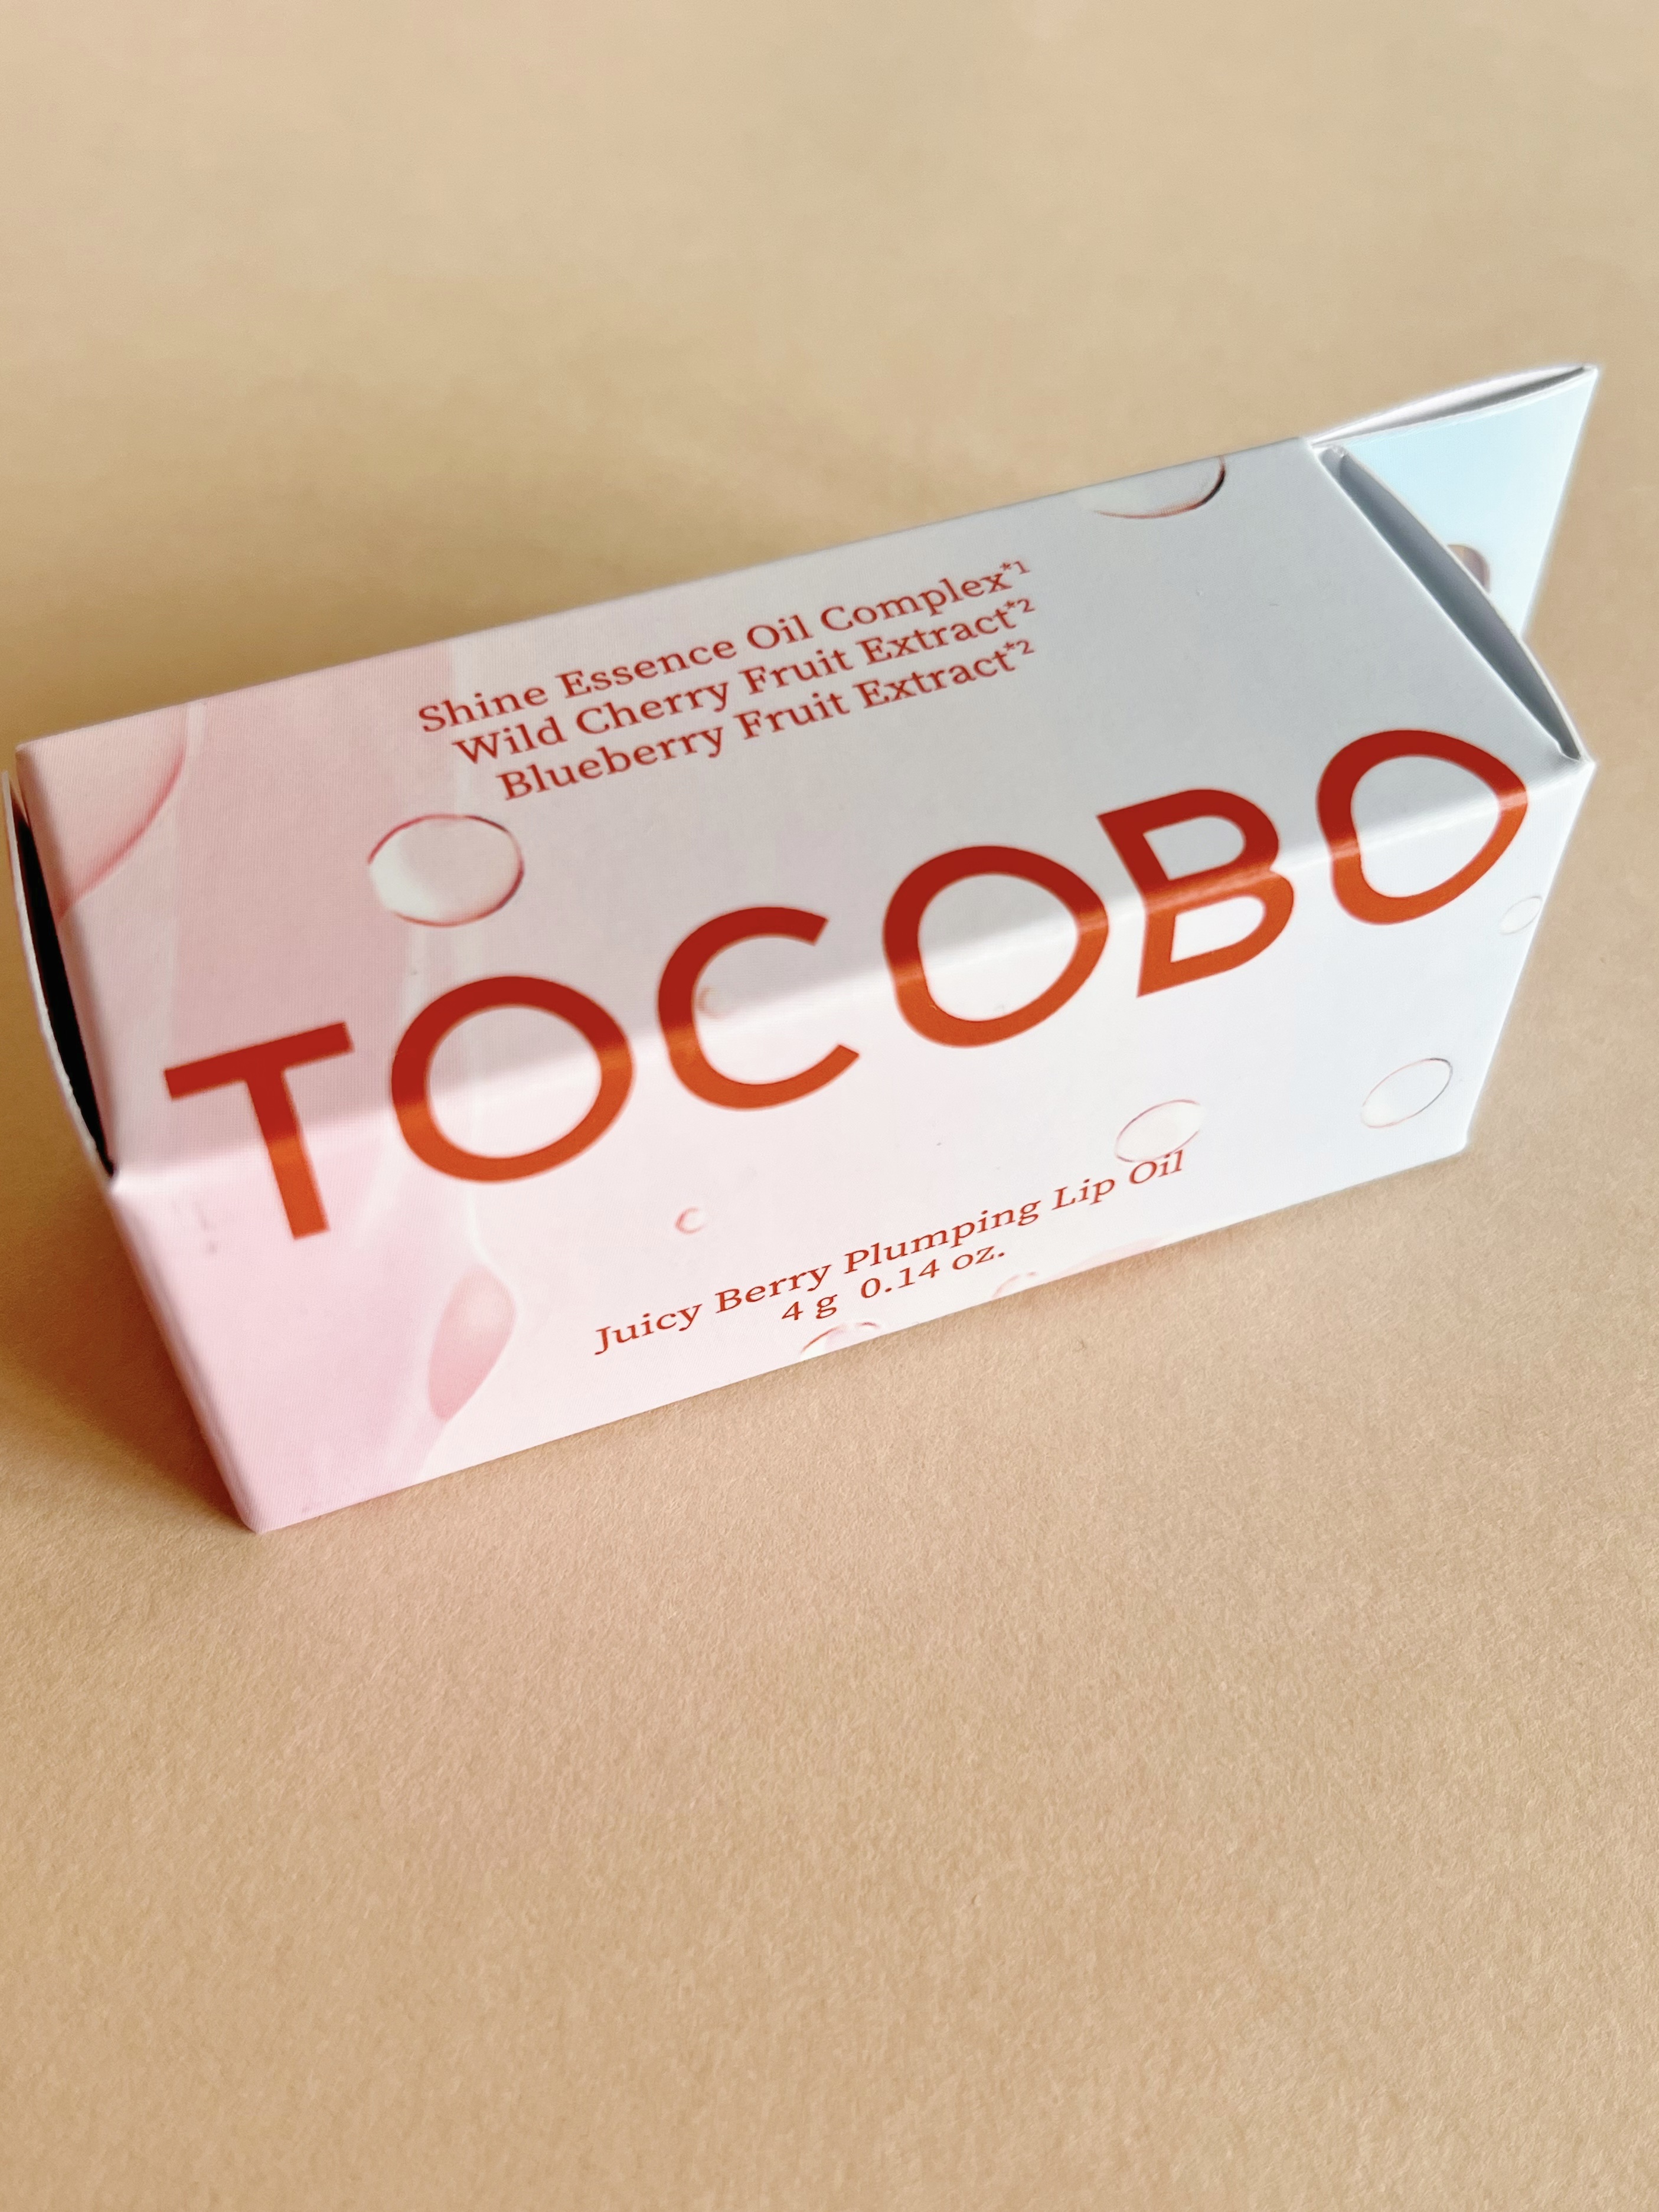 Shine Essence Oil Complex*1
Wild Cherry Fruit Extract*2
Blueberry Fruit Extract*2
TOCOBO
Juicy Berry Plumping Lip Oil
4 g 0.14 oz.